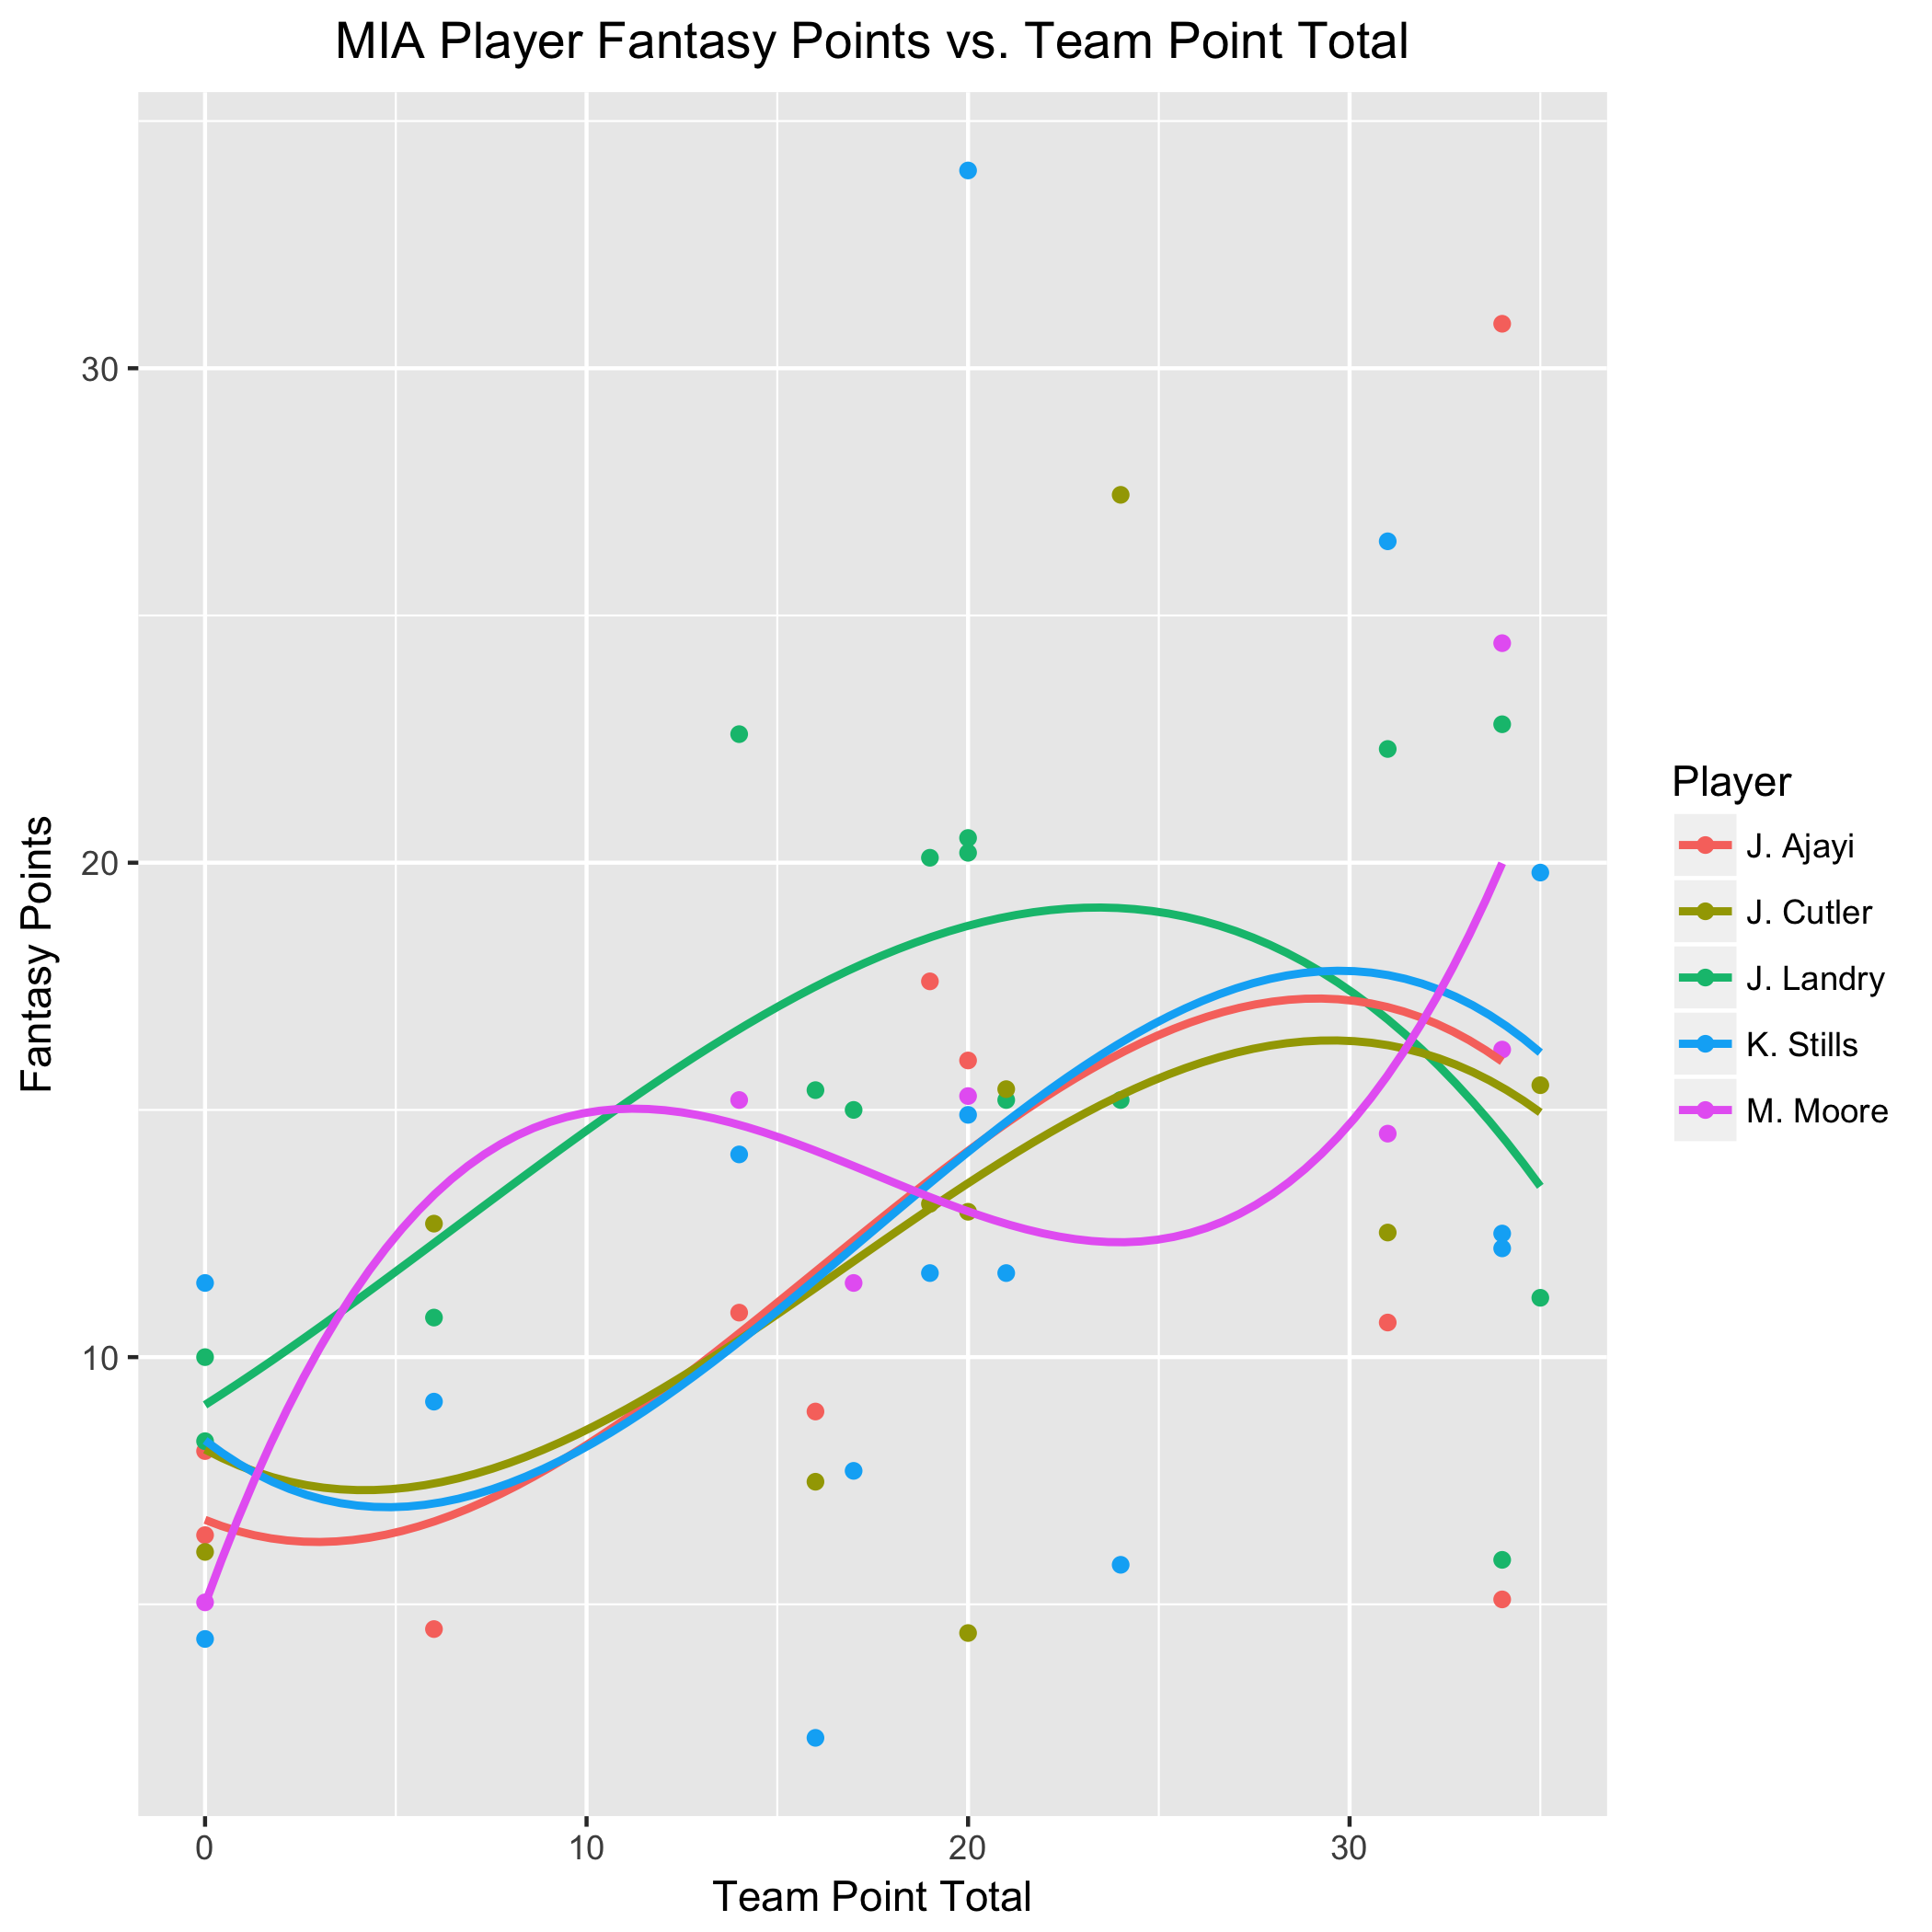 MIA Player Fantasy Points vs. Team Point Total
Fantasy Points
30
20
10
0
10
20
30
Team Point Total
Player
J. Ajayi
J. Cutler
J. Landry
K. Stills
M. Moore